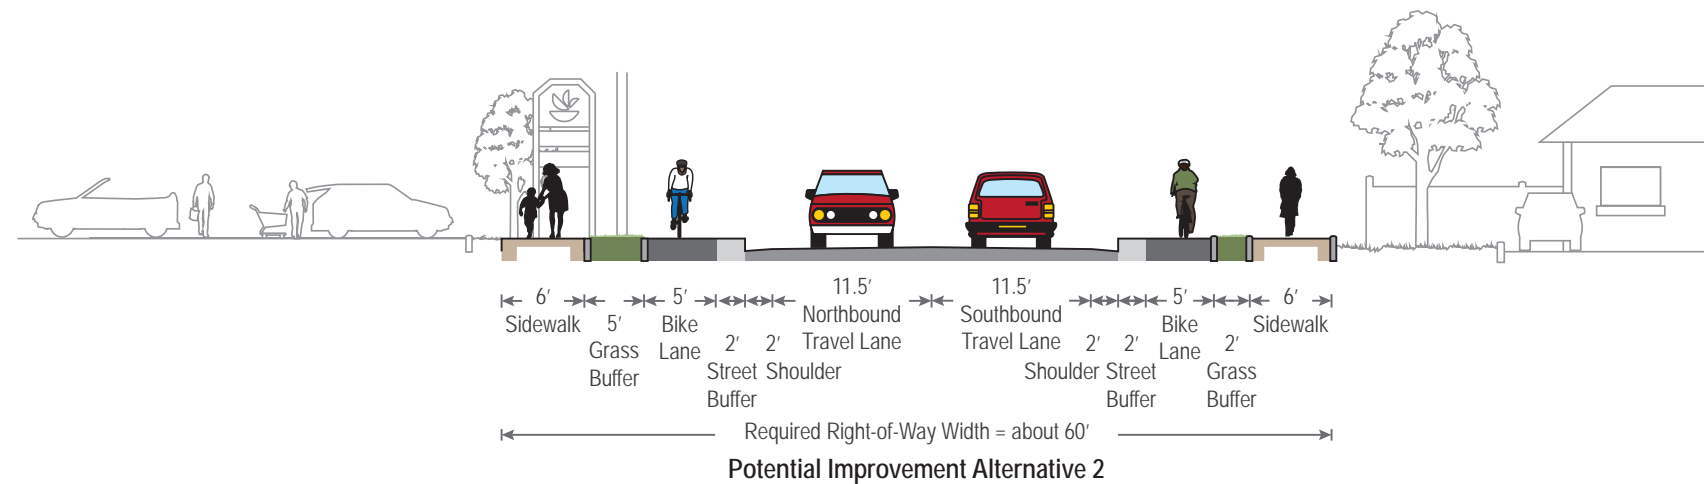 6′
Sidewalk
5′
Grass
Buffer
5′
Bike
Lane
2′
Street
Buffer
2′
Shoulder
11.5′
Northbound
Travel Lane
11.5′
Southbound
Travel Lane
2′
Shoulder
2′
Street
Buffer
5′
Bike
Lane
2′
Grass
Buffer
6′
Sidewalk
Required Right-of-Way Width = about 60′
Potential Improvement Alternative 2